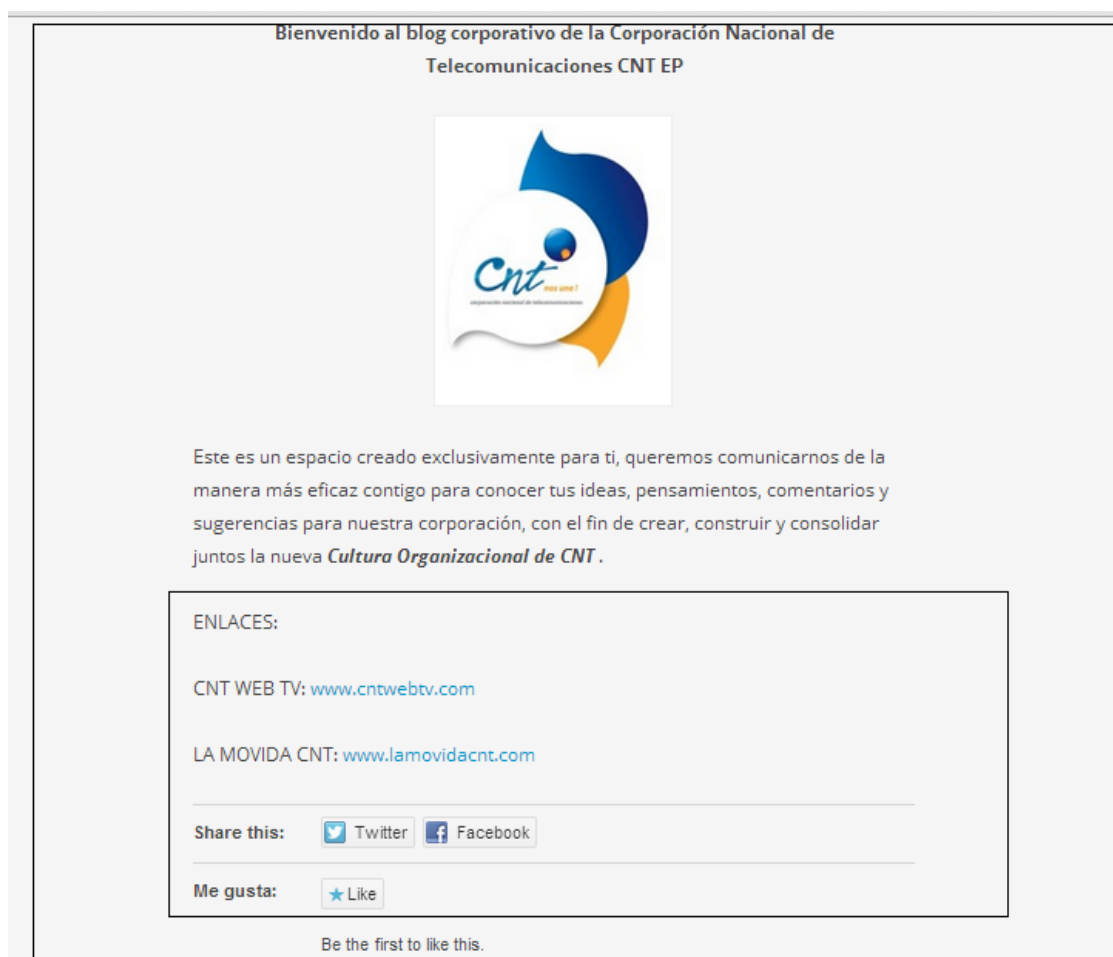 Bienvenido al blog corporativo de la Corporación Nacional de
Telecomunicaciones CNT EP
Cnt
nos une!
corporación nacional de telecomunicaciones
Este es un espacio creado exclusivamente para ti, queremos comunicarnos de la
manera más eficaz contigo para conocer tus ideas, pensamientos, comentarios y
sugerencias para nuestra corporación, con el fin de crear, construir y consolidar
juntos la nueva Cultura Organizacional de CNT .
ENLACES:
CNT WEB TV: www.cntwebtv.com
LA MOVIDA CNT: www.lamovidacnt.com
Share this: Twitter Facebook
Me gusta: Like
Be the first to like this.